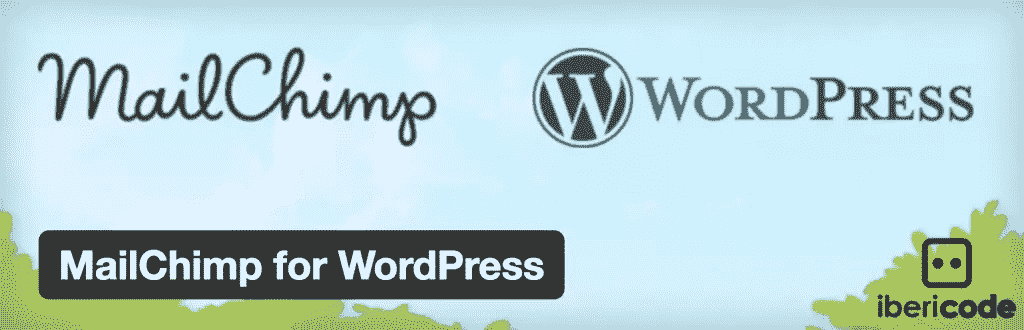 MailChimp
WORDPRESS
MailChimp for WordPress
ibericode